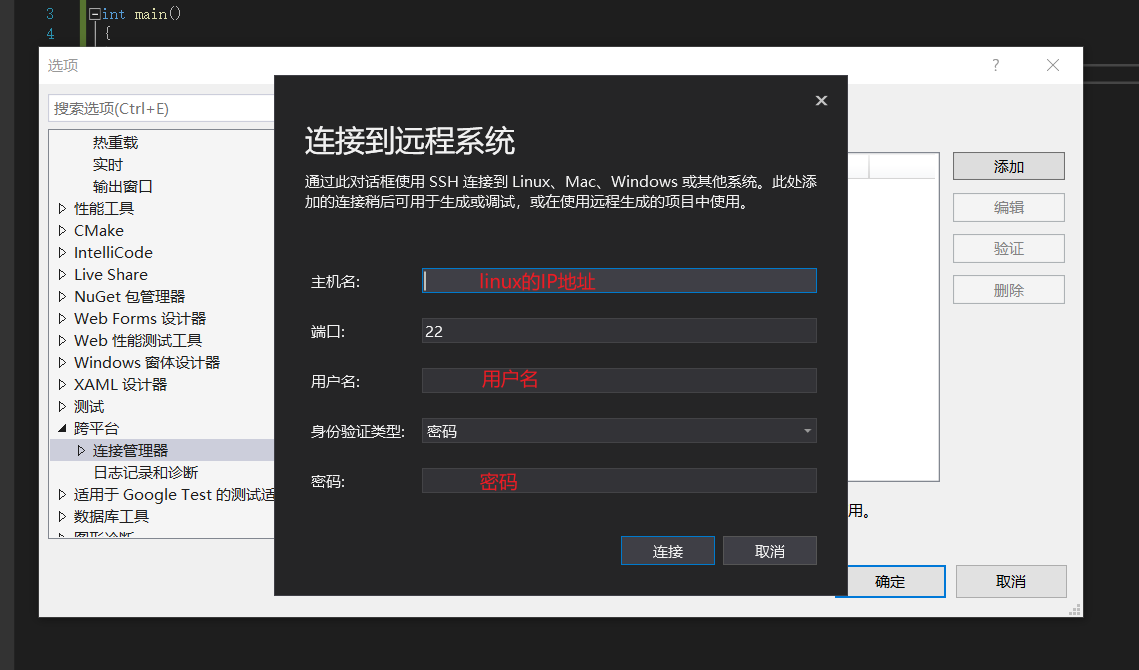 3 int main()
4 {
选项
?
搜索选项(Ctrl+E)
热重载
实时
输出窗口
性能工具
CMake
IntelliCode
Live Share
NuGet 包管理器
Web Forms 设计器
Web 性能测试工具
Windows 窗体设计器
XAML 设计器
测试
跨平台
连接管理器
日志记录和诊断
适用于 Google Test 的测试适
数据库工具
图形诊断
连接到远程系统
通过此对话框使用 SSH 连接到 Linux、Mac、Windows 或其他系统。此处添
加的连接稍后可用于生成或调试，或在使用远程生成的项目中使用。
主机名: linux的IP地址
端口: 22
用户名: 用户名
身份验证类型: 密码
密码: 密码
连接 取消
添加
编辑
验证
删除
用。
确定 取消